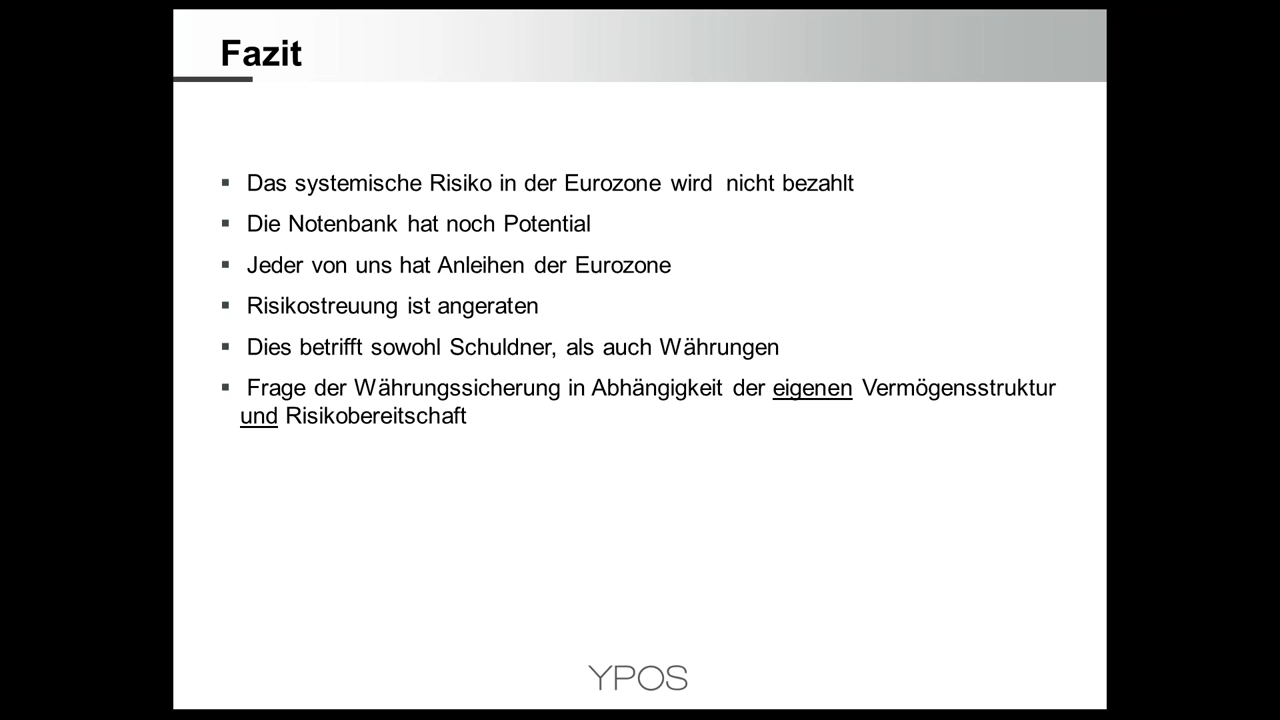 Fazit
▪ Das systemische Risiko in der Eurozone wird nicht bezahlt
▪ Die Notenbank hat noch Potential
▪ Jeder von uns hat Anleihen der Eurozone
▪ Risikostreuung ist angeraten
▪ Dies betrifft sowohl Schuldner, als auch Währungen
▪ Frage der Währungssicherung in Abhängigkeit der eigenen Vermögensstruktur
und Risikobereitschaft
YPOS